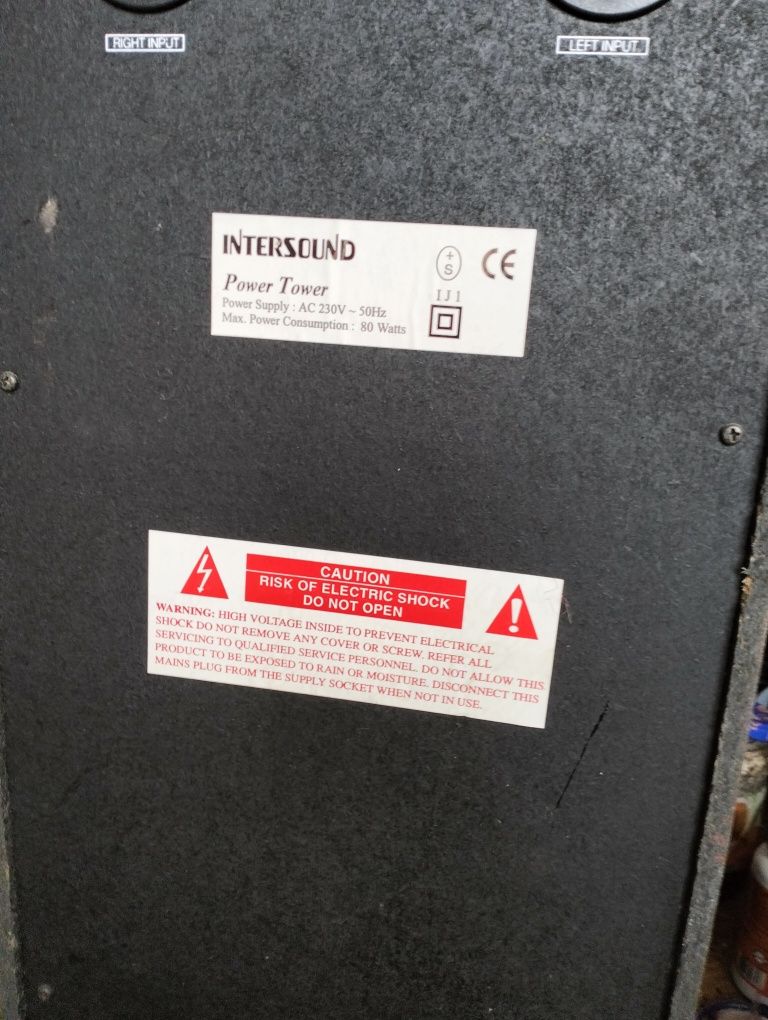 RIGHT INPUT
LEFT INPUT
INTERSOUND
Power Tower
Power Supply : AC 230V ~ 50Hz
Max. Power Consumption : 80 Watts
+
S
CE
IJ1
CAUTION
RISK OF ELECTRIC SHOCK
DO NOT OPEN
WARNING: HIGH VOLTAGE INSIDE TO PREVENT ELECTRICAL
SHOCK DO NOT REMOVE ANY COVER OR SCREW. REFER ALL
SERVICING TO QUALIFIED SERVICE PERSONNEL. DO NOT ALLOW THIS
PRODUCT TO BE EXPOSED TO RAIN OR MOISTURE. DISCONNECT THIS
MAINS PLUG FROM THE SUPPLY SOCKET WHEN NOT IN USE.